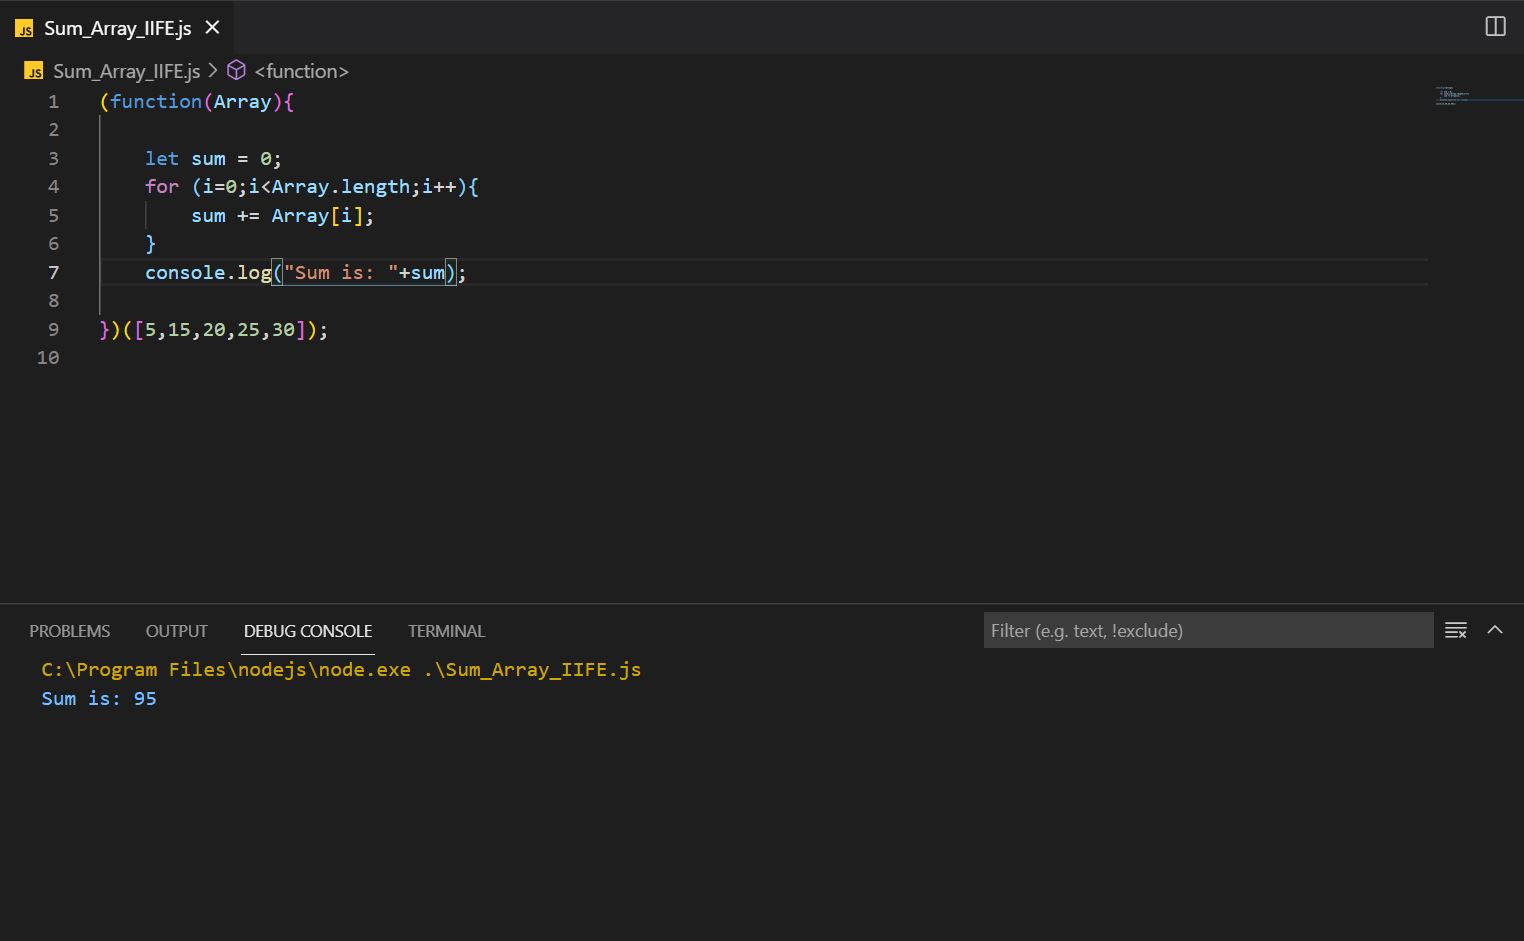 JS Sum_Array_IIFE.js
JS Sum_Array_IIFE.js > <function>
1 (function(Array){
2
3 let sum = 0;
4 for (i=0;i<Array.length;i++){
5 sum += Array[i];
6 }
7 console.log("Sum is: "+sum);
8
9 })([5,15,20,25,30]);
10
PROBLEMS OUTPUT DEBUG CONSOLE TERMINAL Filter (e.g. text, !exclude)
C:\Program Files\nodejs\node.exe .\Sum_Array_IIFE.js
Sum is: 95